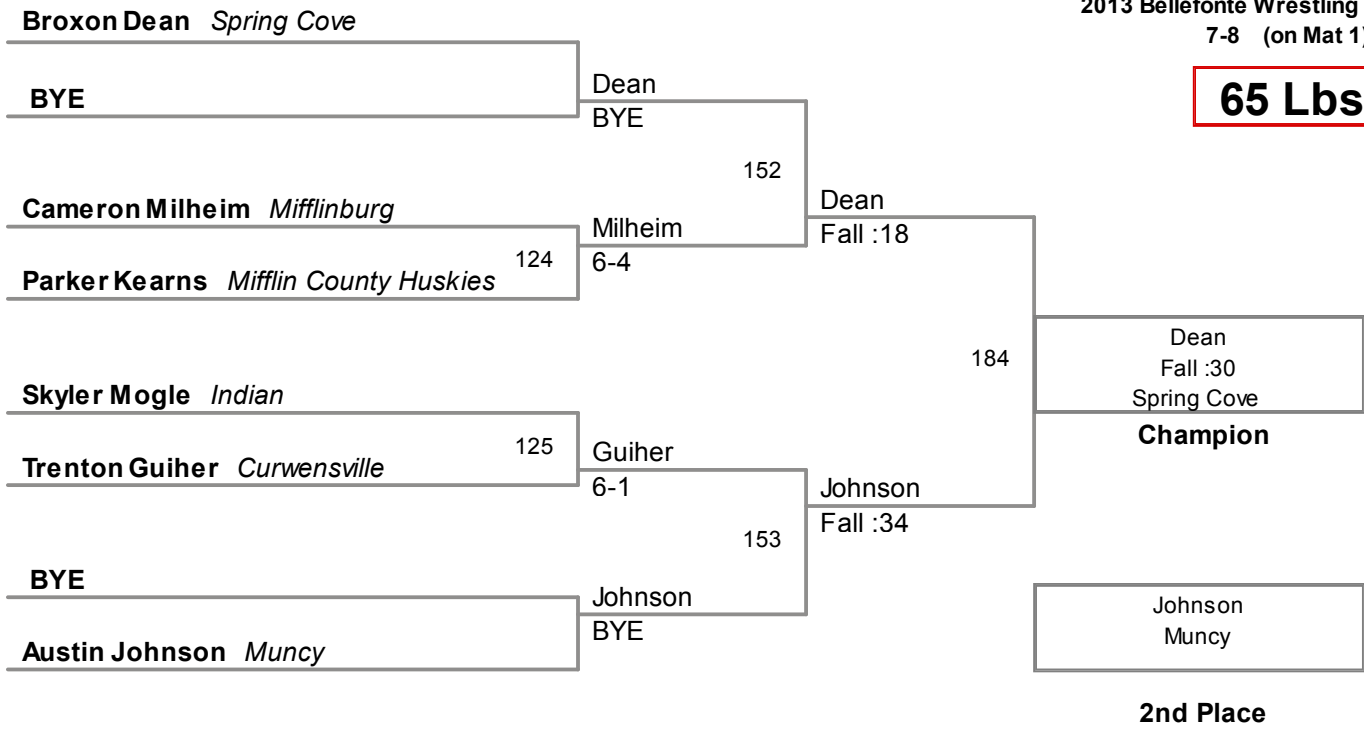 2013 Bellefonte Wrestling
7-8 (on Mat 1)
65 Lbs
Broxon Dean Spring Cove
BYE
Dean
BYE
152
Cameron Milheim Mifflinburg
124
Parker Kearns Mifflin County Huskies
Milheim
6-4
Dean
Fall :18
184
Skyler Mogle Indian
125
Trenton Guiher Curwensville
Guiher
6-1
153
Johnson
Fall :34
BYE
Austin Johnson Muncy
Johnson
BYE
Dean
Fall :30
Spring Cove
Champion
Johnson
Muncy
2nd Place